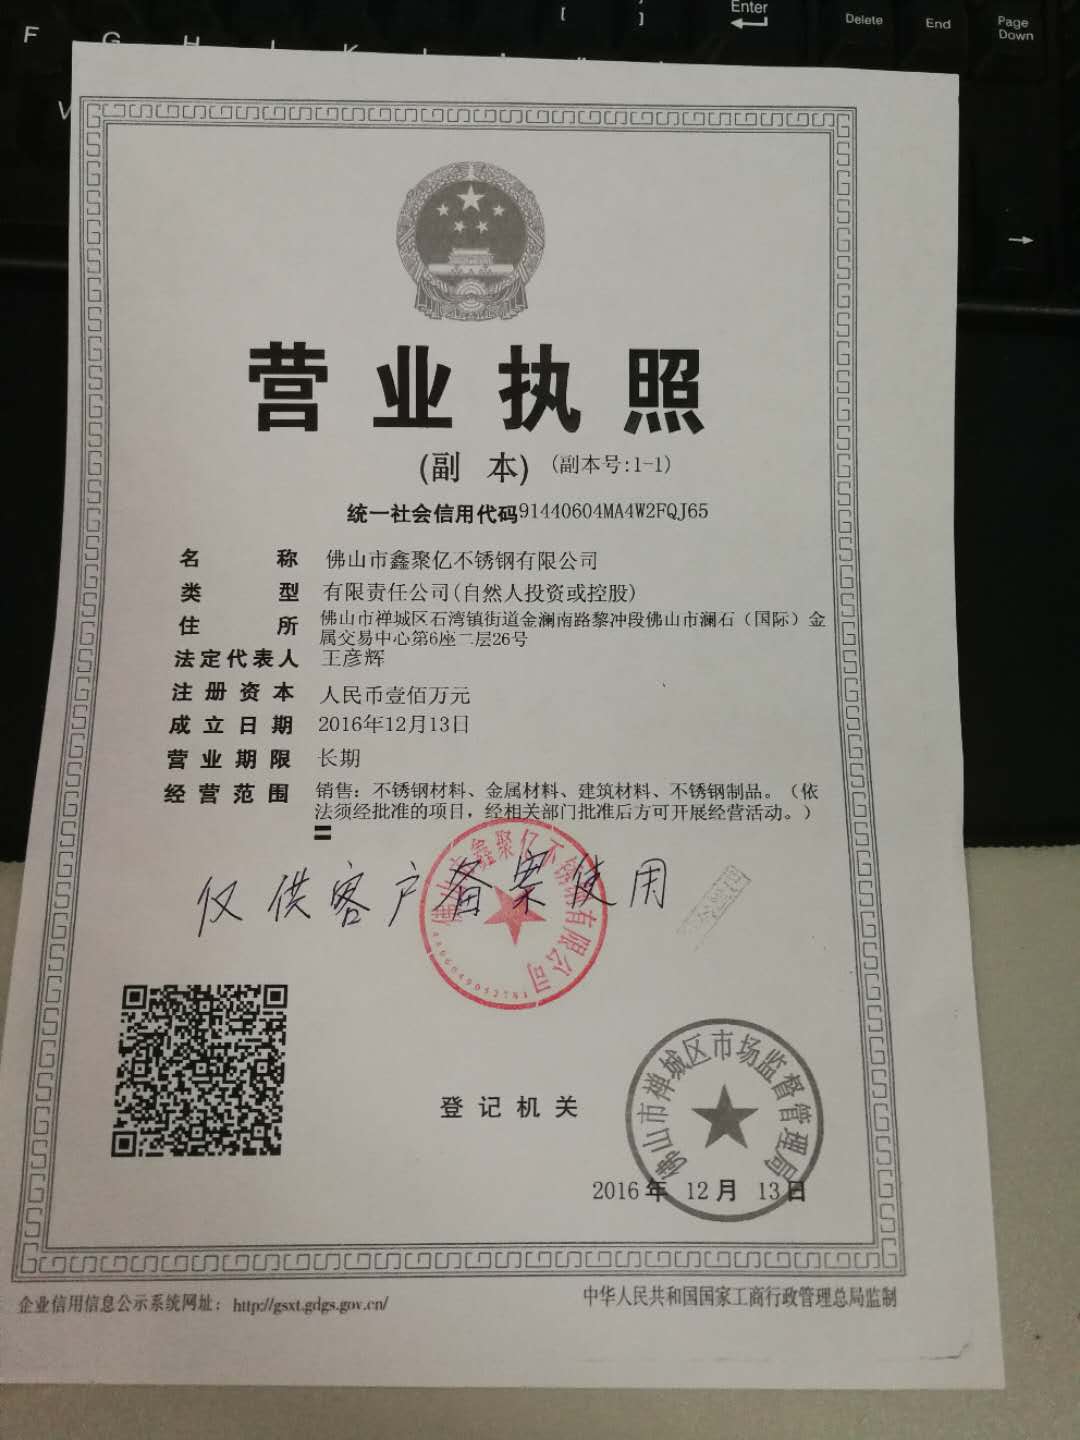 Enter
[
]
Delete
End
Page
Down
F
G
H
K
V
营业执照
(副 本) (副本号:1-1)
统一社会信用代码91440604MA4W2FQJ65
名称 佛山市鑫聚亿不锈钢有限公司
类型 有限责任公司(自然人投资或控股)
住所 佛山市禅城区石湾镇街道金澜南路黎冲段佛山市澜石（国际）金
属交易中心第6座二层26号
法定代表人 王彦辉
注册资本 人民币壹佰万元
成立日期 2016年12月13日
营业期限 长期
经营范围 销售：不锈钢材料、金属材料、建筑材料、不锈钢制品。（依
法须经批准的项目，经相关部门批准后方可开展经营活动。）
仅供客户备案使用
佛山市鑫聚亿不锈钢有限公司
登记机关
佛山市禅城区市场监督管理局
2016年 12月 13日
企业信用信息公示系统网址：http://gsxt.gdgs.gov.cn/
中华人民共和国国家工商行政管理总局监制